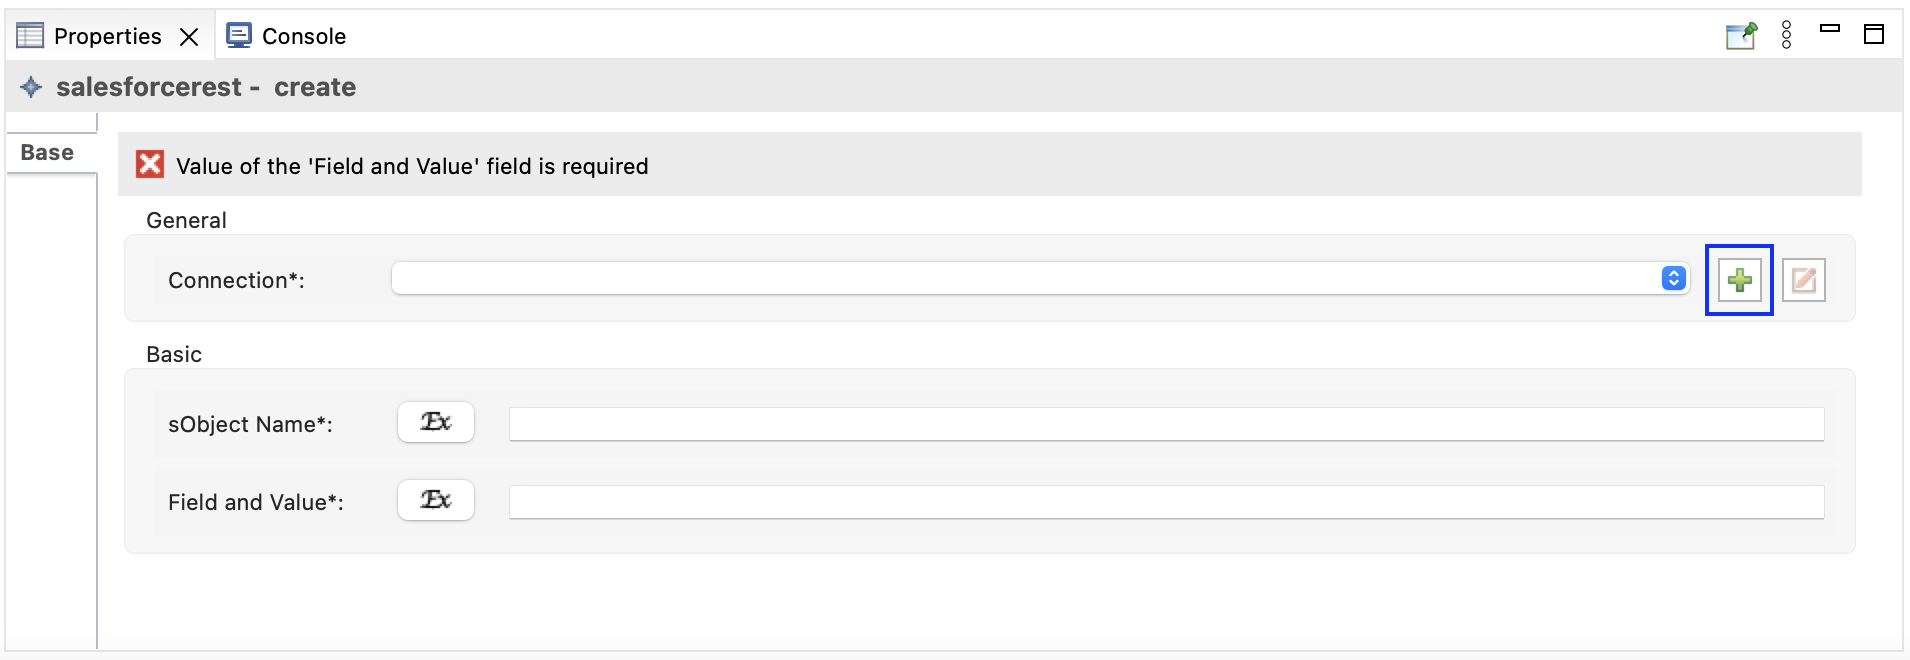 Properties Console
salesforcerest - create
Base
Value of the 'Field and Value' field is required
General
Connection*:
Basic
sObject Name*: Ex
Field and Value*: Ex